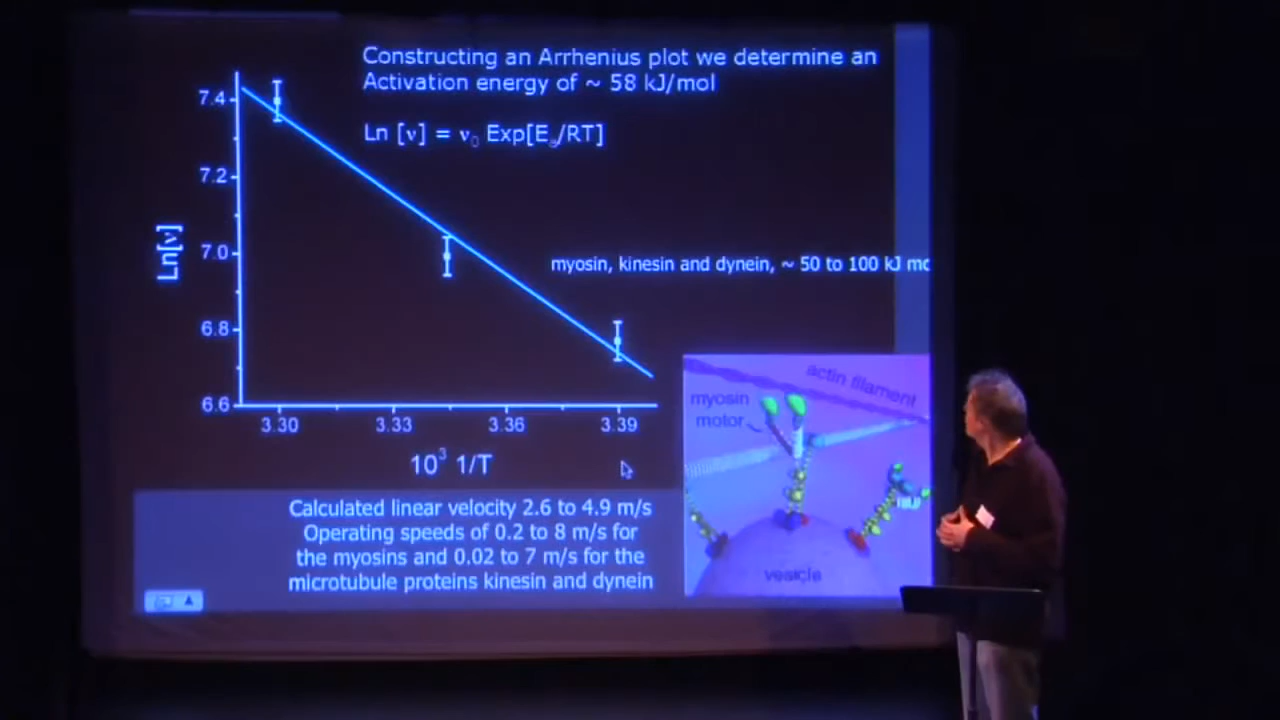 Constructing an Arrhenius plot we determine an
Activation energy of ~ 58 kJ/mol
Ln [ν] = ν₀ Exp[Eₐ/RT]
7.4
7.2
7.0
6.8
6.6
Ln[ν]
3.30
3.33
3.36
3.39
10³ 1/T
myosin, kinesin and dynein, ~ 50 to 100 kJ
actin filament
myosin
motor
vesicle
Calculated linear velocity 2.6 to 4.9 m/s
Operating speeds of 0.2 to 8 m/s for
the myosins and 0.02 to 7 m/s for the
microtubule proteins kinesin and dynein